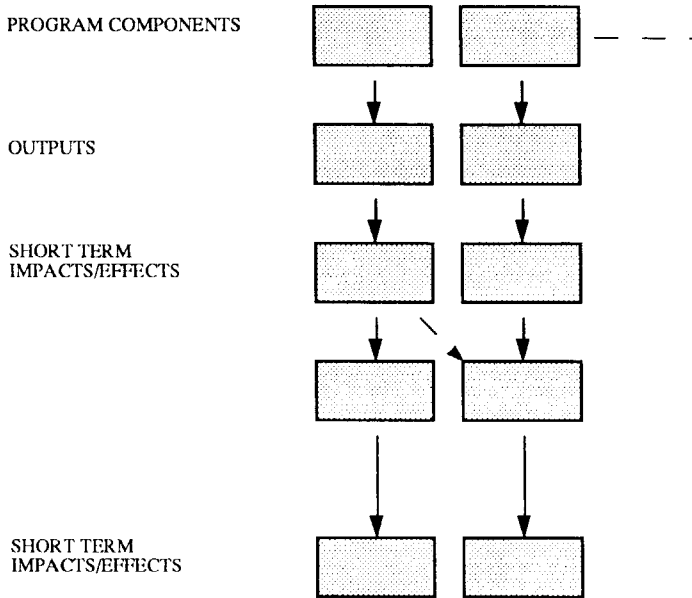 PROGRAM COMPONENTS
OUTPUTS
SHORT TERM
IMPACTS/EFFECTS
SHORT TERM
IMPACTS/EFFECTS